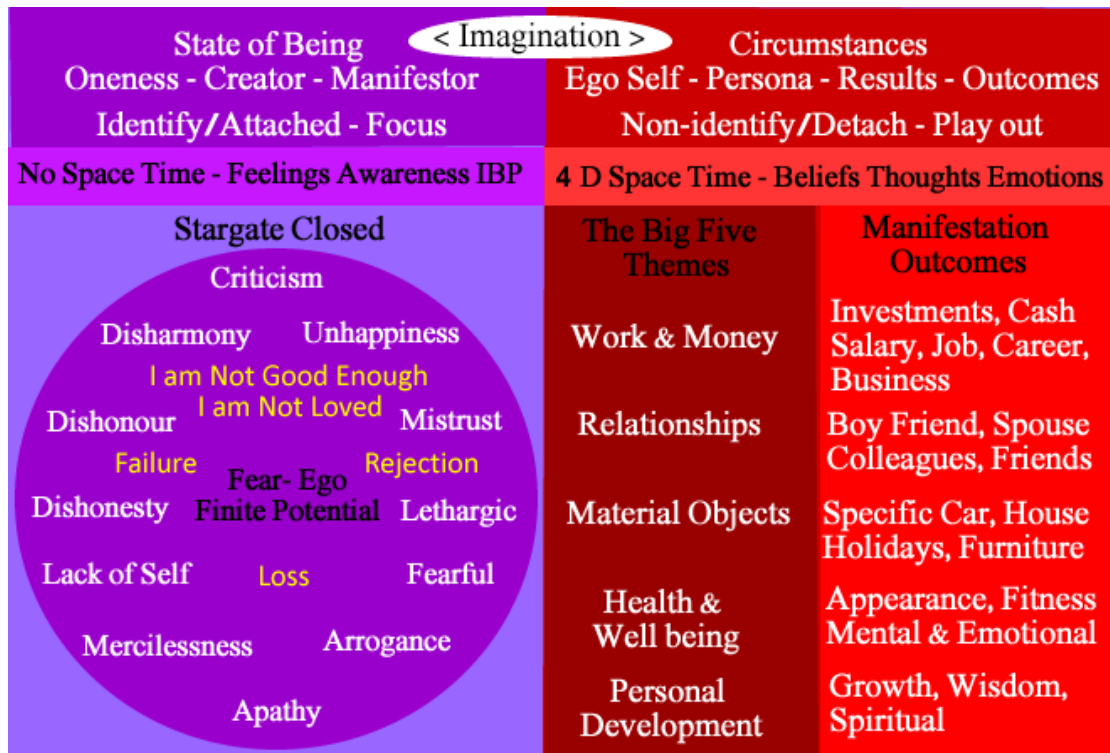 < Imagination >
State of Being
Oneness - Creator - Manifestor
Identify/Attached - Focus
Circumstances
Ego Self - Persona - Results - Outcomes
Non-identify/Detach - Play out
No Space Time - Feelings Awareness IBP
4 D Space Time - Beliefs Thoughts Emotions
Stargate Closed
Criticism
Disharmony Unhappiness
I am Not Good Enough
I am Not Loved
Dishonour Mistrust
Failure Rejection
Fear- Ego
Finite Potential
Dishonesty Lethargic
Lack of Self Loss Fearful
Mercilessness Arrogance
Apathy
The Big Five
Themes
Work & Money
Relationships
Material Objects
Health &
Well being
Personal
Development
Manifestation
Outcomes
Investments, Cash
Salary, Job, Career,
Business
Boy Friend, Spouse
Colleagues, Friends
Specific Car, House
Holidays, Furniture
Appearance, Fitness
Mental & Emotional
Growth, Wisdom,
Spiritual